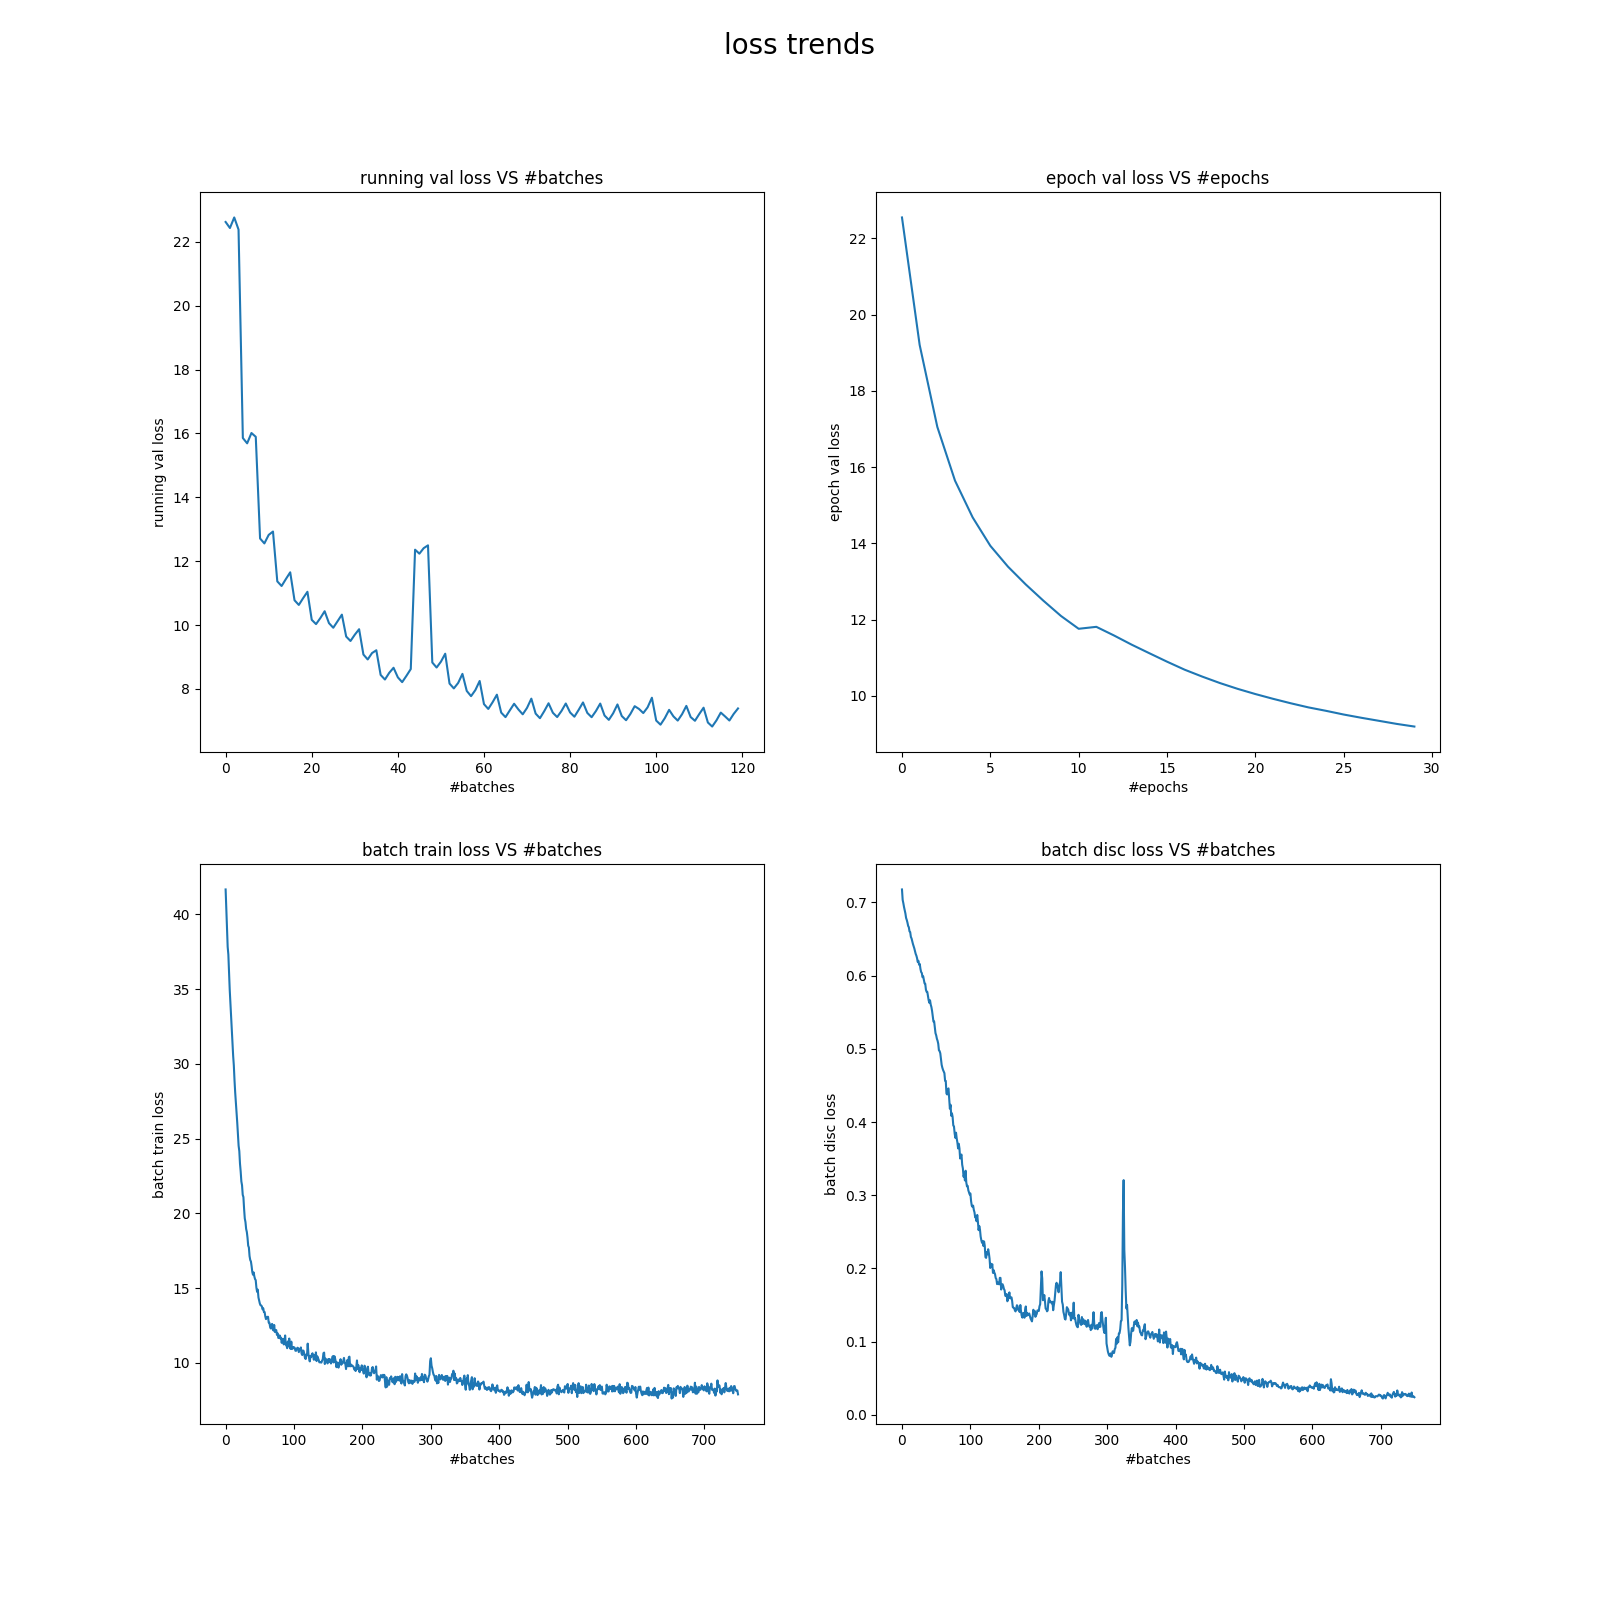 loss trends
running val loss VS #batches
running val loss
22
20
18
16
14
12
10
8
0 20 40 60 80 100 120
#batches
epoch val loss VS #epochs
epoch val loss
22
20
18
16
14
12
10
0 5 10 15 20 25 30
#epochs
batch train loss VS #batches
batch train loss
40
35
30
25
20
15
10
0 100 200 300 400 500 600 700
#batches
batch disc loss VS #batches
batch disc loss
0.7
0.6
0.5
0.4
0.3
0.2
0.1
0.0
0 100 200 300 400 500 600 700
#batches